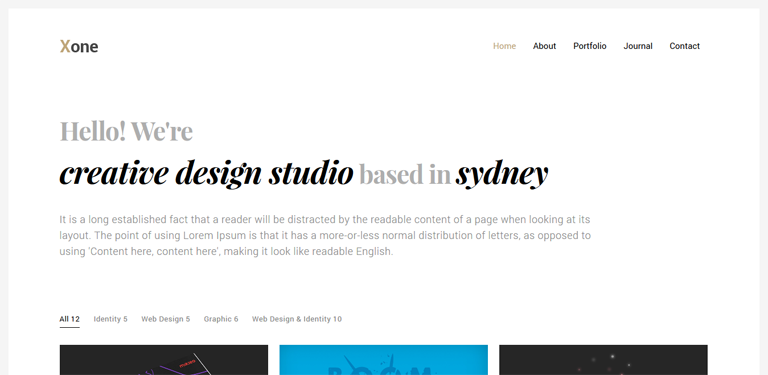 Xone
Home About Portfolio Journal Contact
Hello! We're
creative design studio based in sydney
It is a long established fact that a reader will be distracted by the readable content of a page when looking at its
layout. The point of using Lorem Ipsum is that it has a more-or-less normal distribution of letters, as opposed to
using 'Content here, content here', making it look like readable English.
All 12 Identity 5 Web Design 5 Graphic 6 Web Design & Identity 10